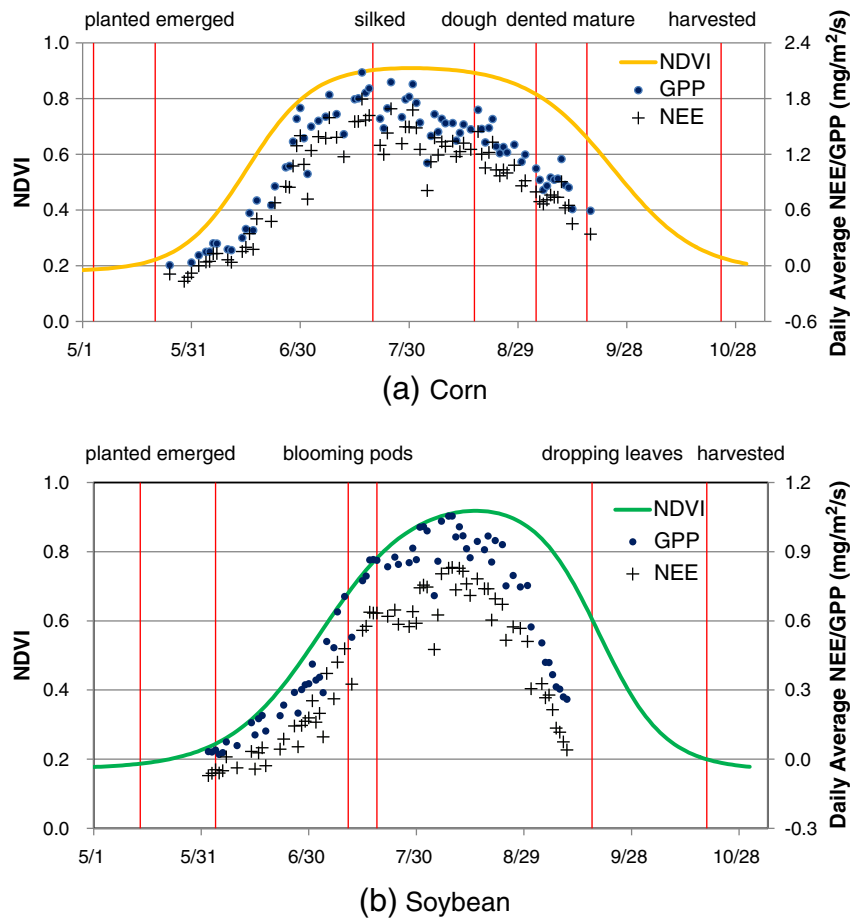 planted emerged silked dough dented mature harvested
1.0 2.4
NDVI
GPP
NEE
0.8 1.8
0.6 1.2
0.4 0.6
0.2 0.0
0.0 -0.6
NDVI
Daily Average NEE/GPP (mg/m²/s)
5/1 5/31 6/30 7/30 8/29 9/28 10/28
(a) Corn
planted emerged blooming pods dropping leaves harvested
1.0 1.2
NDVI
GPP
NEE
0.8 0.9
0.6 0.6
0.4 0.3
0.2 0.0
0.0 -0.3
NDVI
Daily Average NEE/GPP (mg/m²/s)
5/1 5/31 6/30 7/30 8/29 9/28 10/28
(b) Soybean